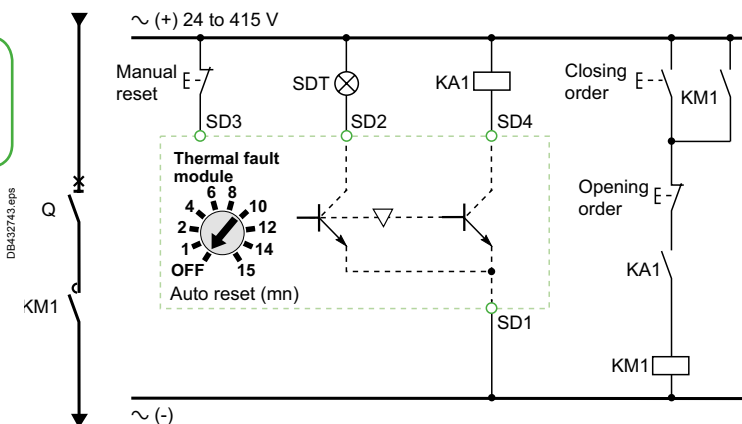 ∼ (+) 24 to 415 V
Manual
reset
SDT
KA1
Closing
order
KM1
SD3
SD2
SD4
Thermal fault
module
6 8
4 10
2 12
1 14
OFF 15
Auto reset (mn)
SD1
Opening
order
KA1
KM1
∼ (-)
Q
KM1
DB432743.eps